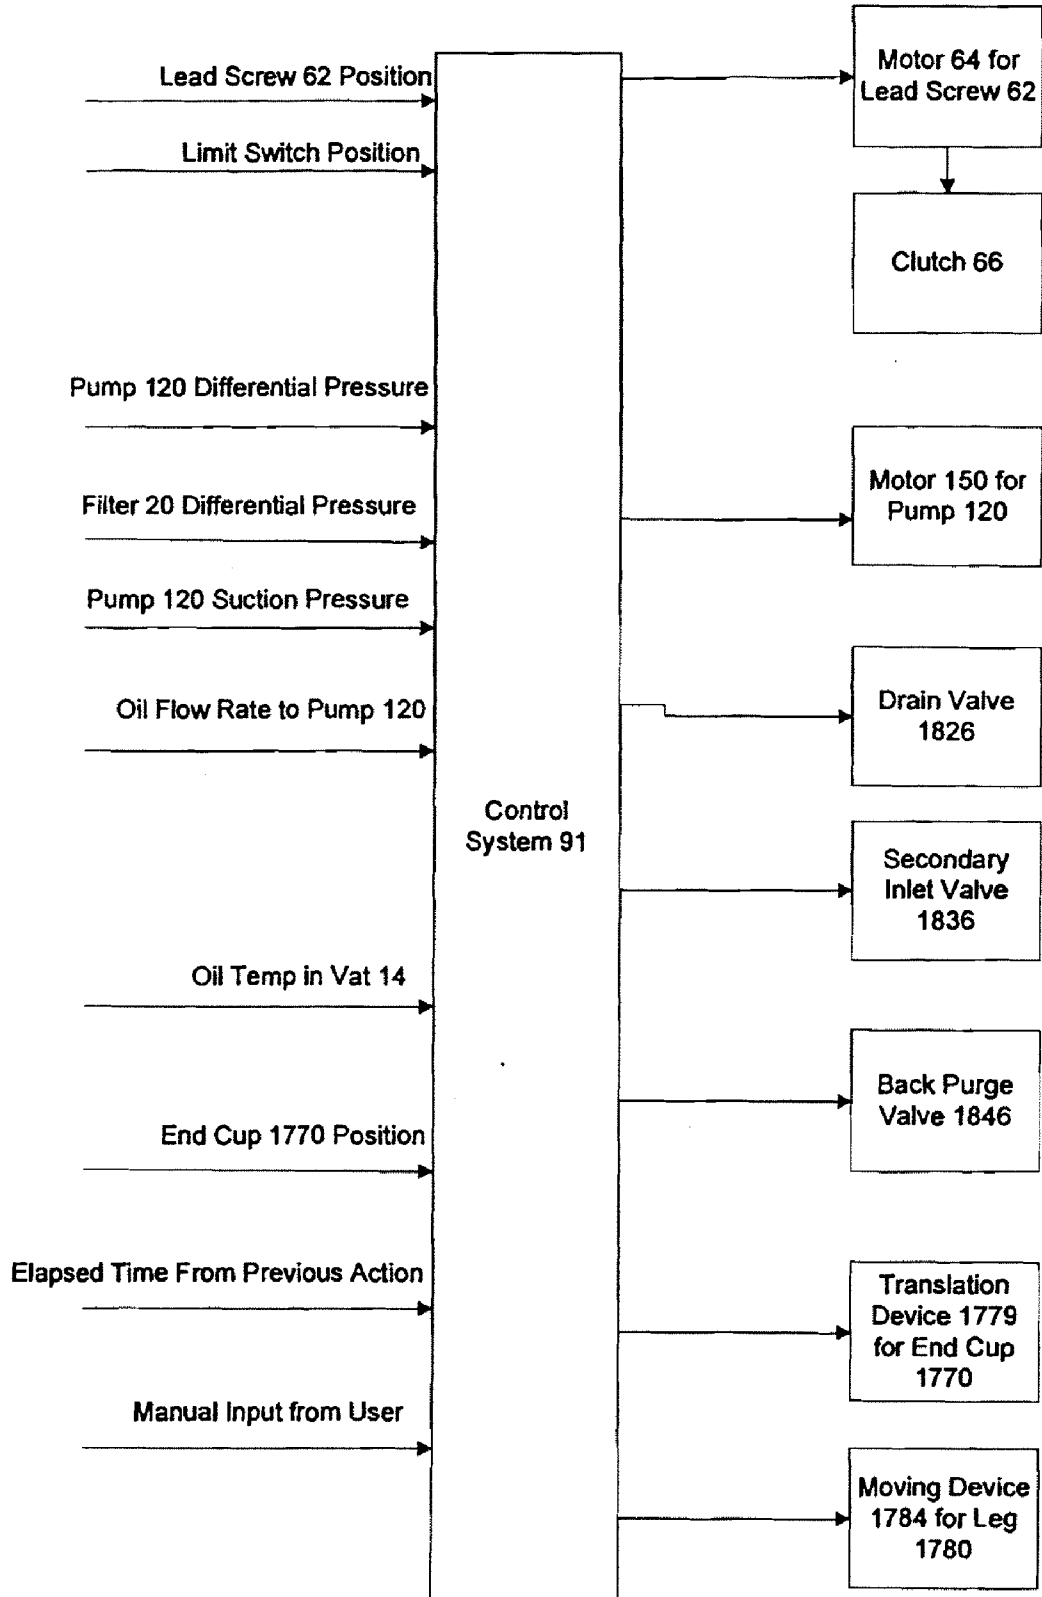 Lead Screw 62 Position
Limit Switch Position
Pump 120 Differential Pressure
Filter 20 Differential Pressure
Pump 120 Suction Pressure
Oil Flow Rate to Pump 120
Oil Temp in Vat 14
End Cup 1770 Position
Elapsed Time From Previous Action
Manual Input from User
Control
System 91
Motor 64 for
Lead Screw 62
Clutch 66
Motor 150 for
Pump 120
Drain Valve
1826
Secondary
Inlet Valve
1836
Back Purge
Valve 1846
Translation
Device 1779
for End Cup
1770
Moving Device
1784 for Leg
1780